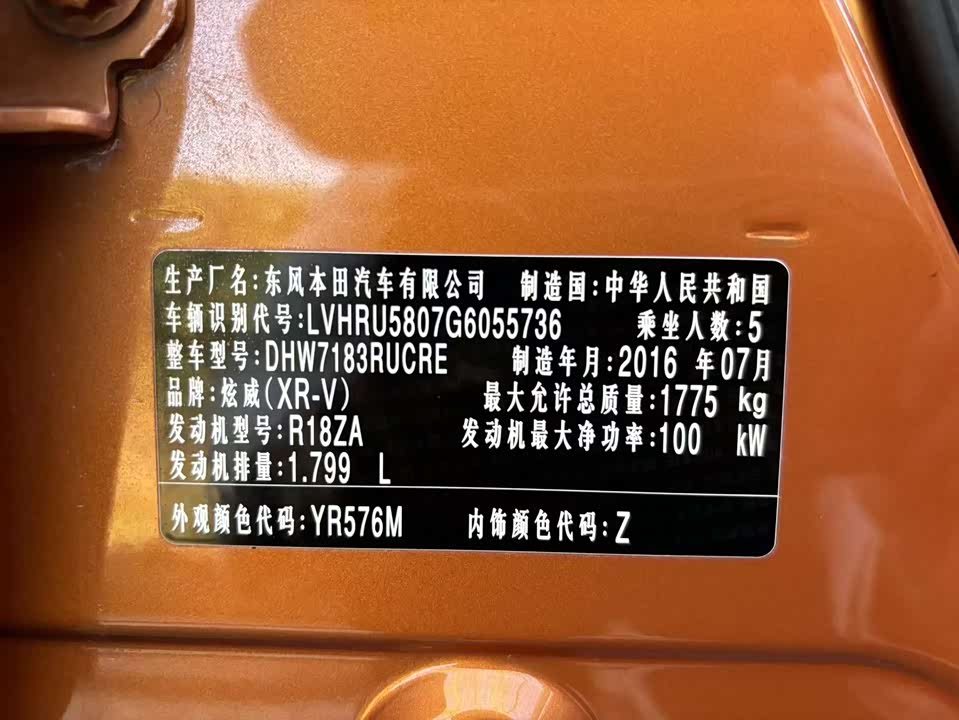 生产厂名:东风本田汽车有限公司 制造国:中华人民共和国
车辆识别代号:LVHRU5807G6055736 乘坐人数:5
整车型号:DHW7183RUCRE 制造年月:2016 年07月
品牌:炫威(XR-V) 最大允许总质量:1775 kg
发动机型号:R18ZA 发动机最大净功率:100 kW
发动机排量:1.799 L
外观颜色代码:YR576M 内饰颜色代码:Z